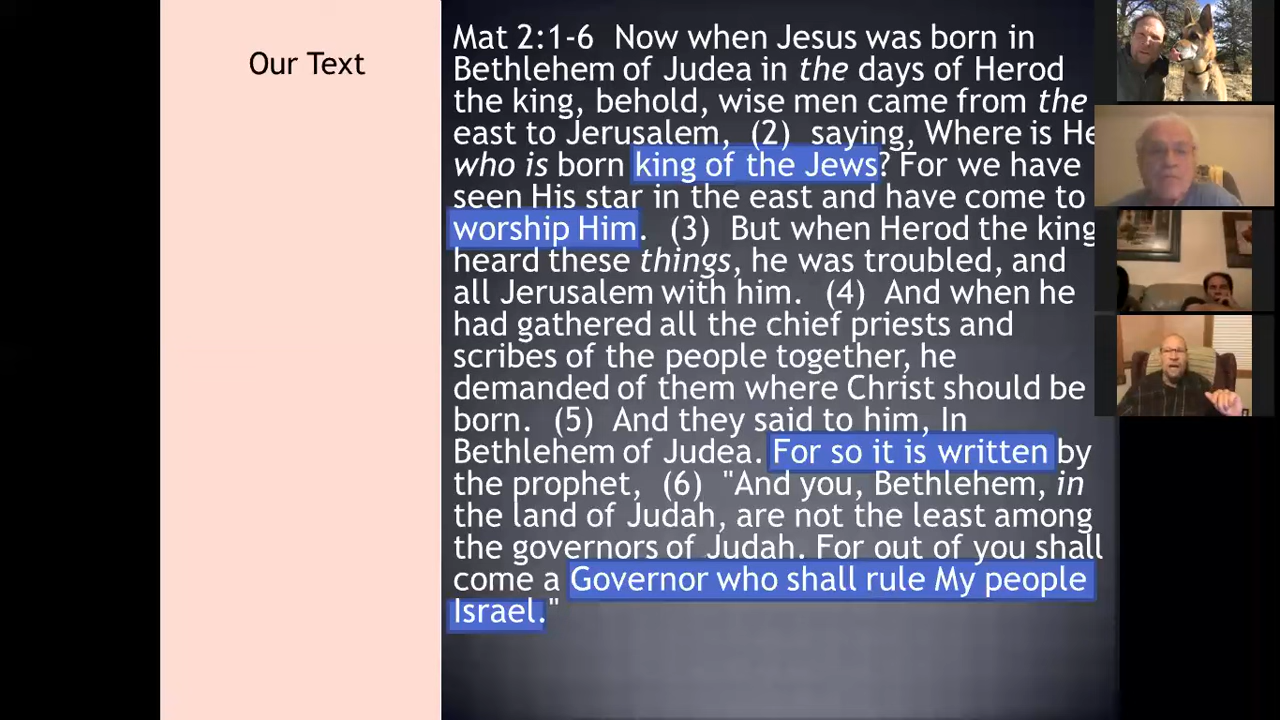 Our Text
Mat 2:1-6 Now when Jesus was born in
Bethlehem of Judea in the days of Herod
the king, behold, wise men came from the
east to Jerusalem, (2) saying, Where is He
who is born king of the Jews? For we have
seen His star in the east and have come to
worship Him. (3) But when Herod the king
heard these things, he was troubled, and
all Jerusalem with him. (4) And when he
had gathered all the chief priests and
scribes of the people together, he
demanded of them where Christ should be
born. (5) And they said to him, In
Bethlehem of Judea. For so it is written by
the prophet, (6) "And you, Bethlehem, in
the land of Judah, are not the least among
the governors of Judah. For out of you shall
come a Governor who shall rule My people
Israel."